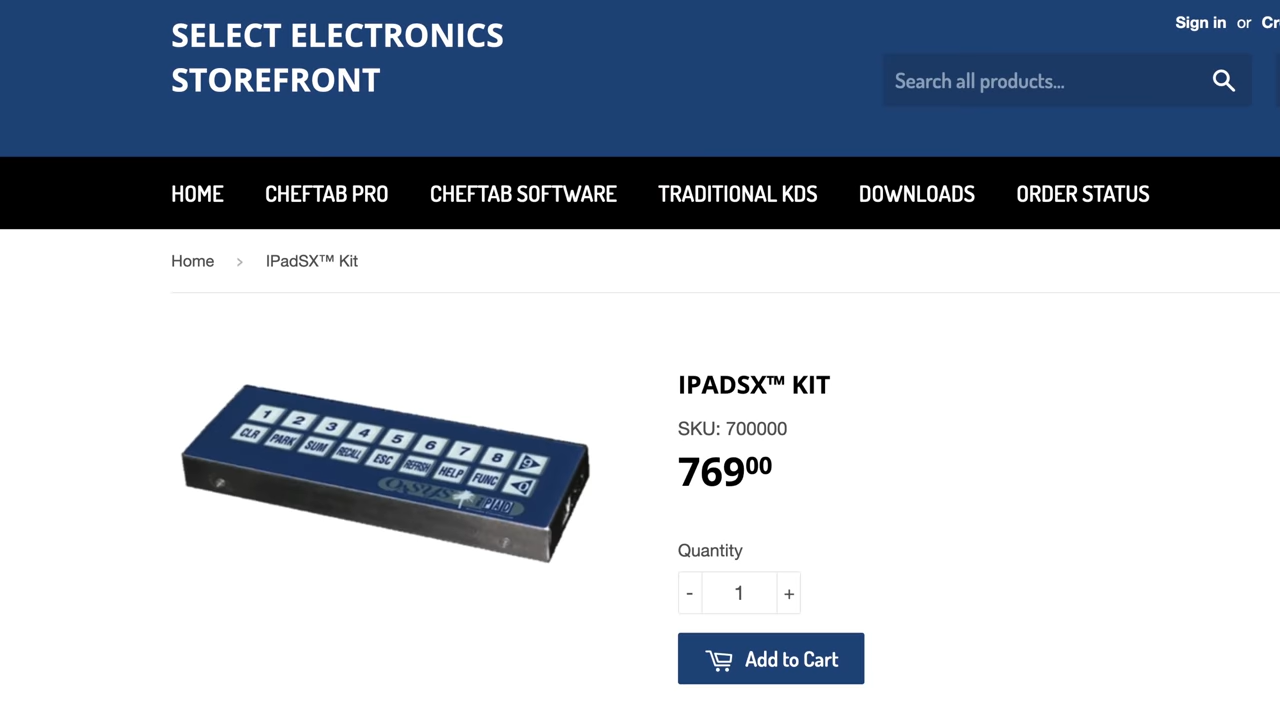 SELECT ELECTRONICS
STOREFRONT
Sign in or Cr
Search all products...
HOME CHEFTAB PRO CHEFTAB SOFTWARE TRADITIONAL KDS DOWNLOADS ORDER STATUS
Home › IPadSX™ Kit
1 2 3 4 5 6 7 8 9
CLR PARK SUM RECALL ESC REFRSH HELP FUNC 0
iPAD
IPADSX™ KIT
SKU: 700000
76900
Quantity
- 1 +
Add to Cart